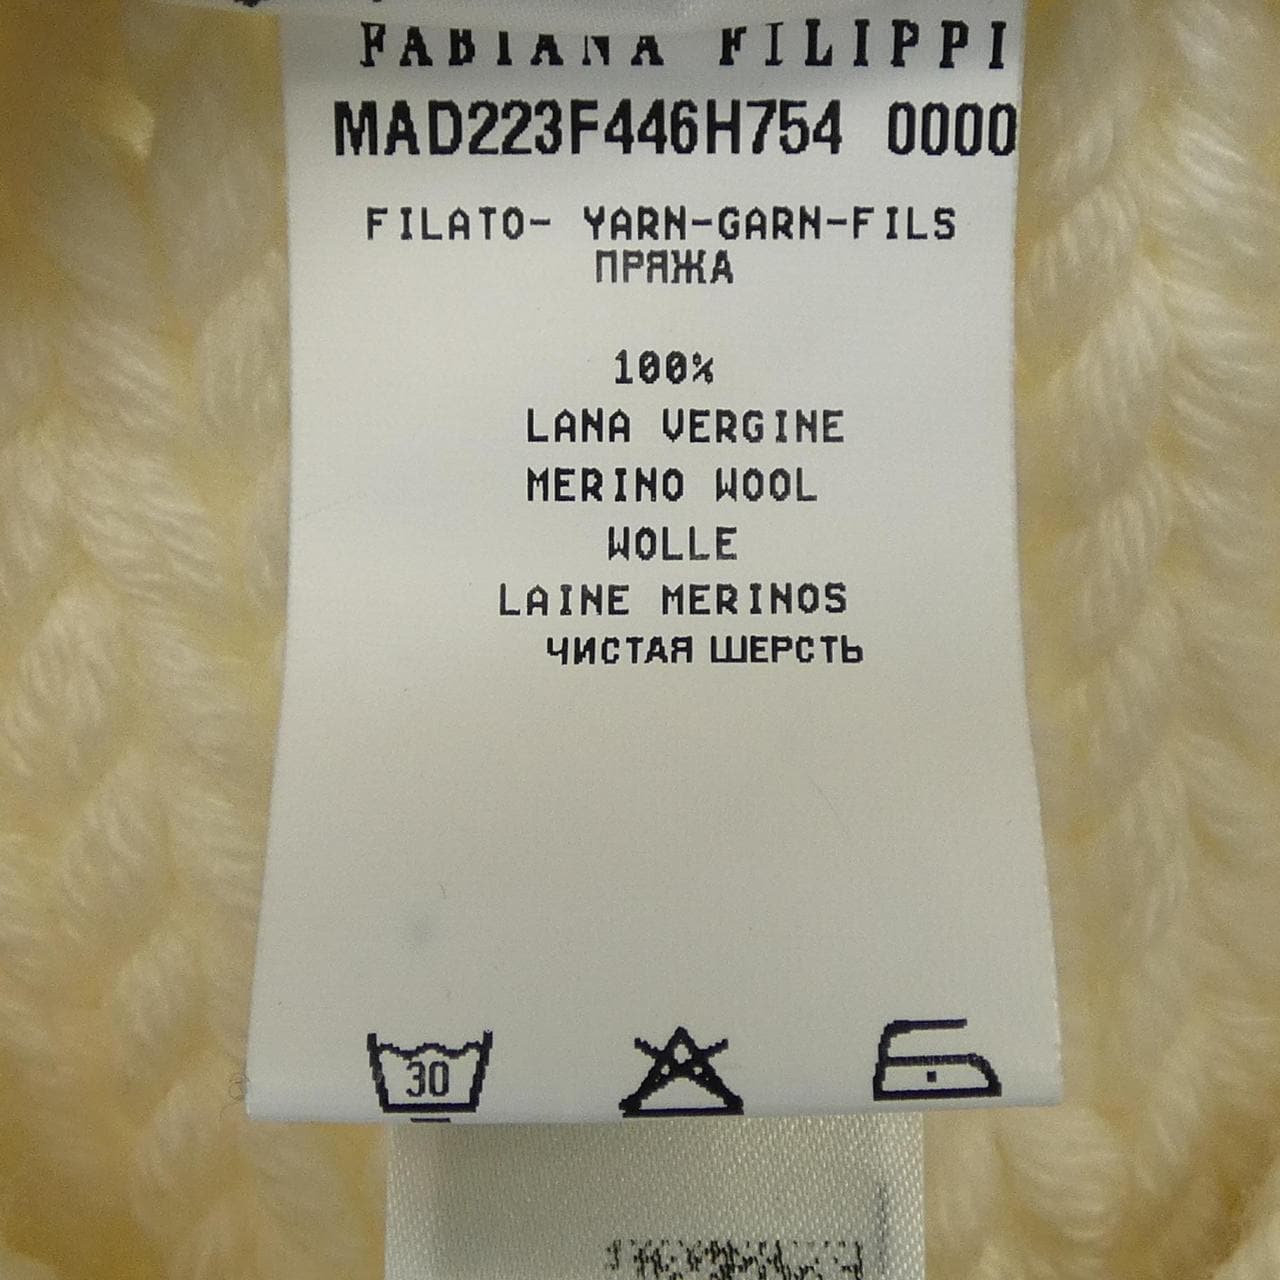 FABIANA FILIPPI
MAD223F446H754 0000
FILATO- YARN-GARN-FILS
ПРЯЖА
100%
LANA VERGINE
MERINO WOOL
WOLLE
LAINE MERINOS
ЧИСТАЯ ШЕРСТЬ
30